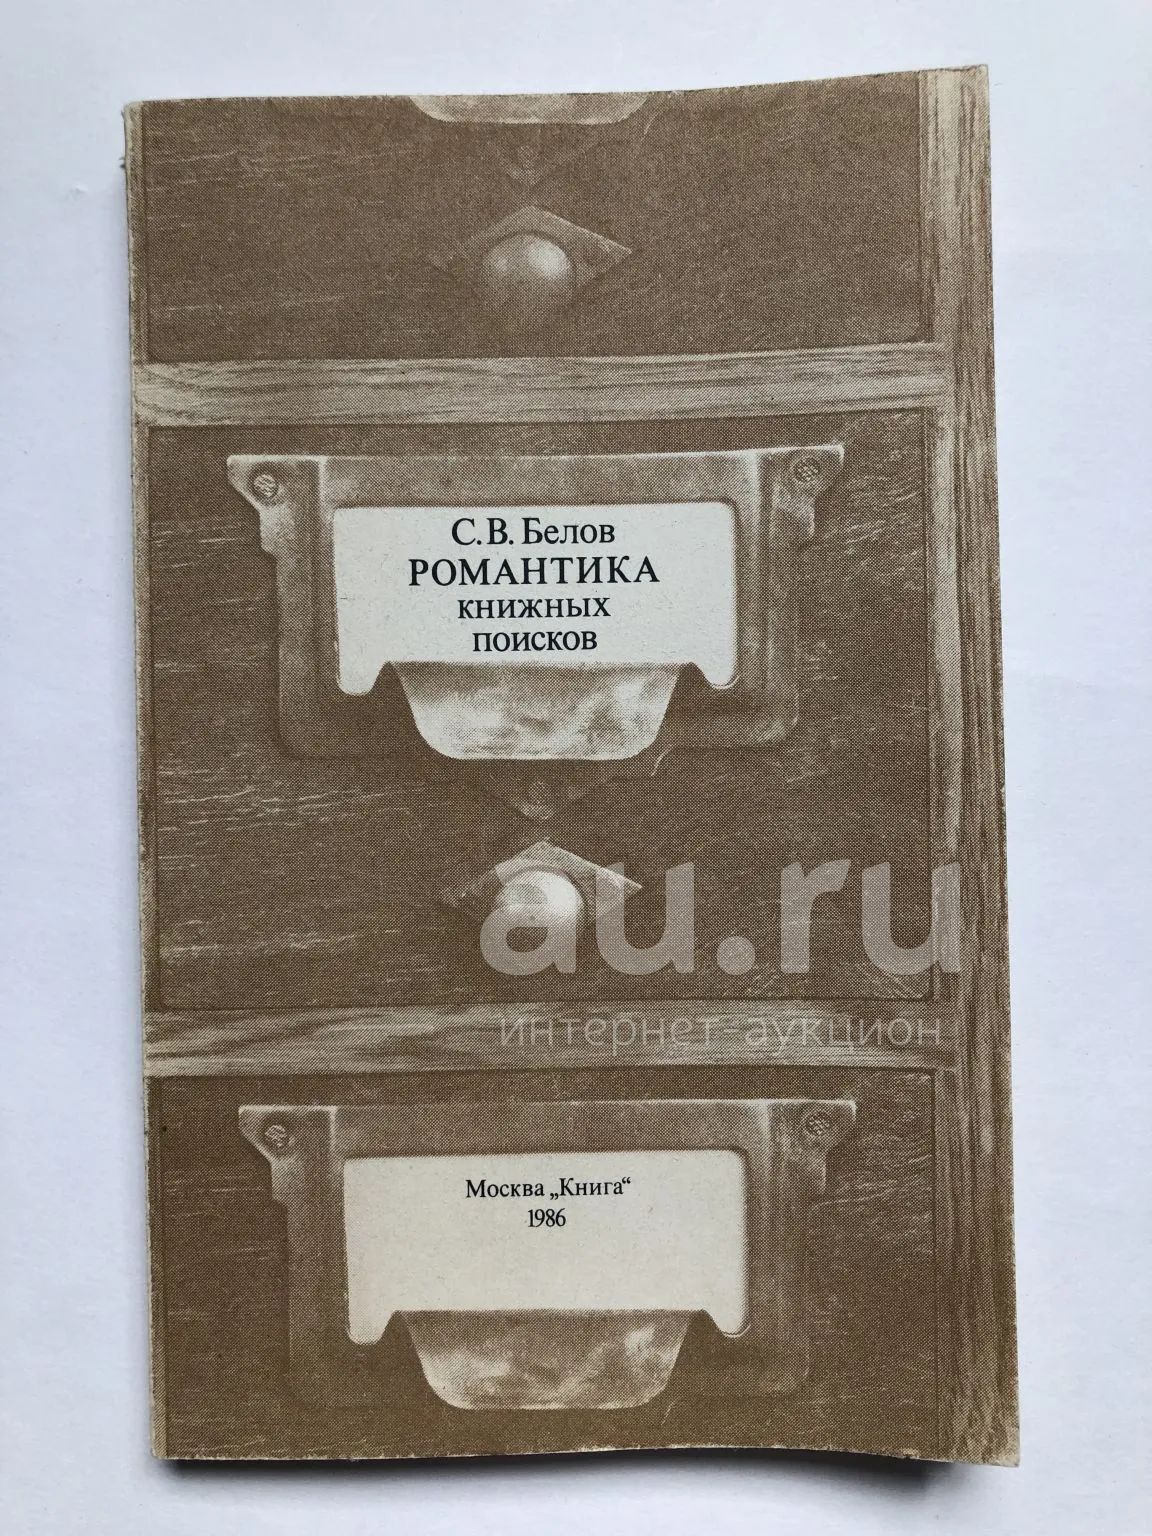 С. В. Белов
РОМАНТИКА
КНИЖНЫХ
ПОИСКОВ
au.ru
интернет-аукцион
Москва „Книга“
1986